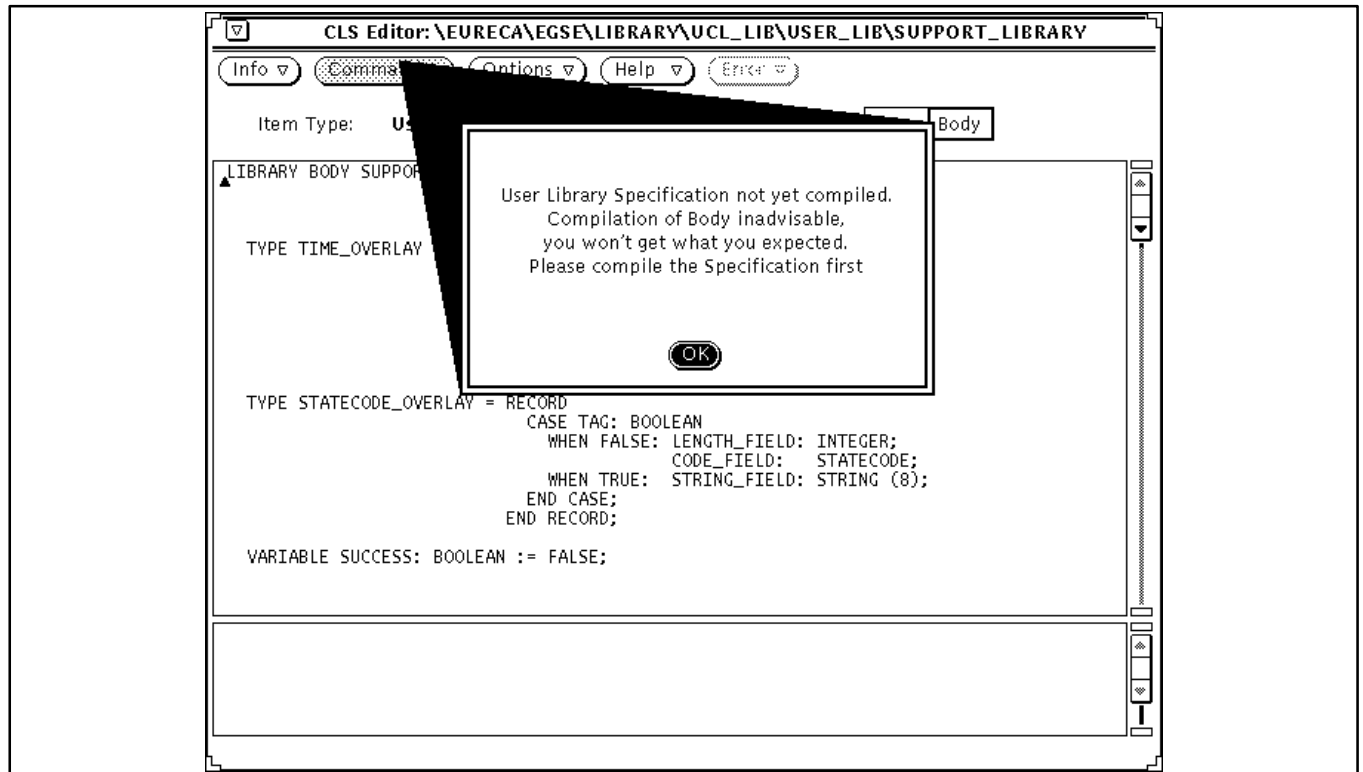 CLS Editor: \EURECA\EGSE\LIBRARY\UCL_LIB\USER_LIB\SUPPORT_LIBRARY
Info Options Help Error
Item Type: Body
User Library Specification not yet compiled.
Compilation of Body inadvisable,
you won't get what you expected.
Please compile the Specification first
OK
LIBRARY BODY
TYPE TIME_OVERLAY
TYPE STATECODE_OVERLAY = RECORD
CASE TAG: BOOLEAN
WHEN FALSE: LENGTH_FIELD: INTEGER;
CODE_FIELD: STATECODE;
WHEN TRUE: STRING_FIELD: STRING (8);
END CASE;
END RECORD;
VARIABLE SUCCESS: BOOLEAN := FALSE;